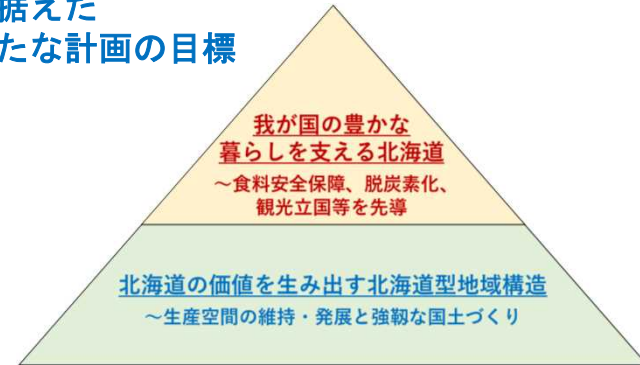 据えた
たな計画の目標
我が国の豊かな
暮らしを支える北海道
～食料安全保障、脱炭素化、
観光立国等を先導
北海道の価値を生み出す北海道型地域構造
～生産空間の維持・発展と強靱な国土づくり